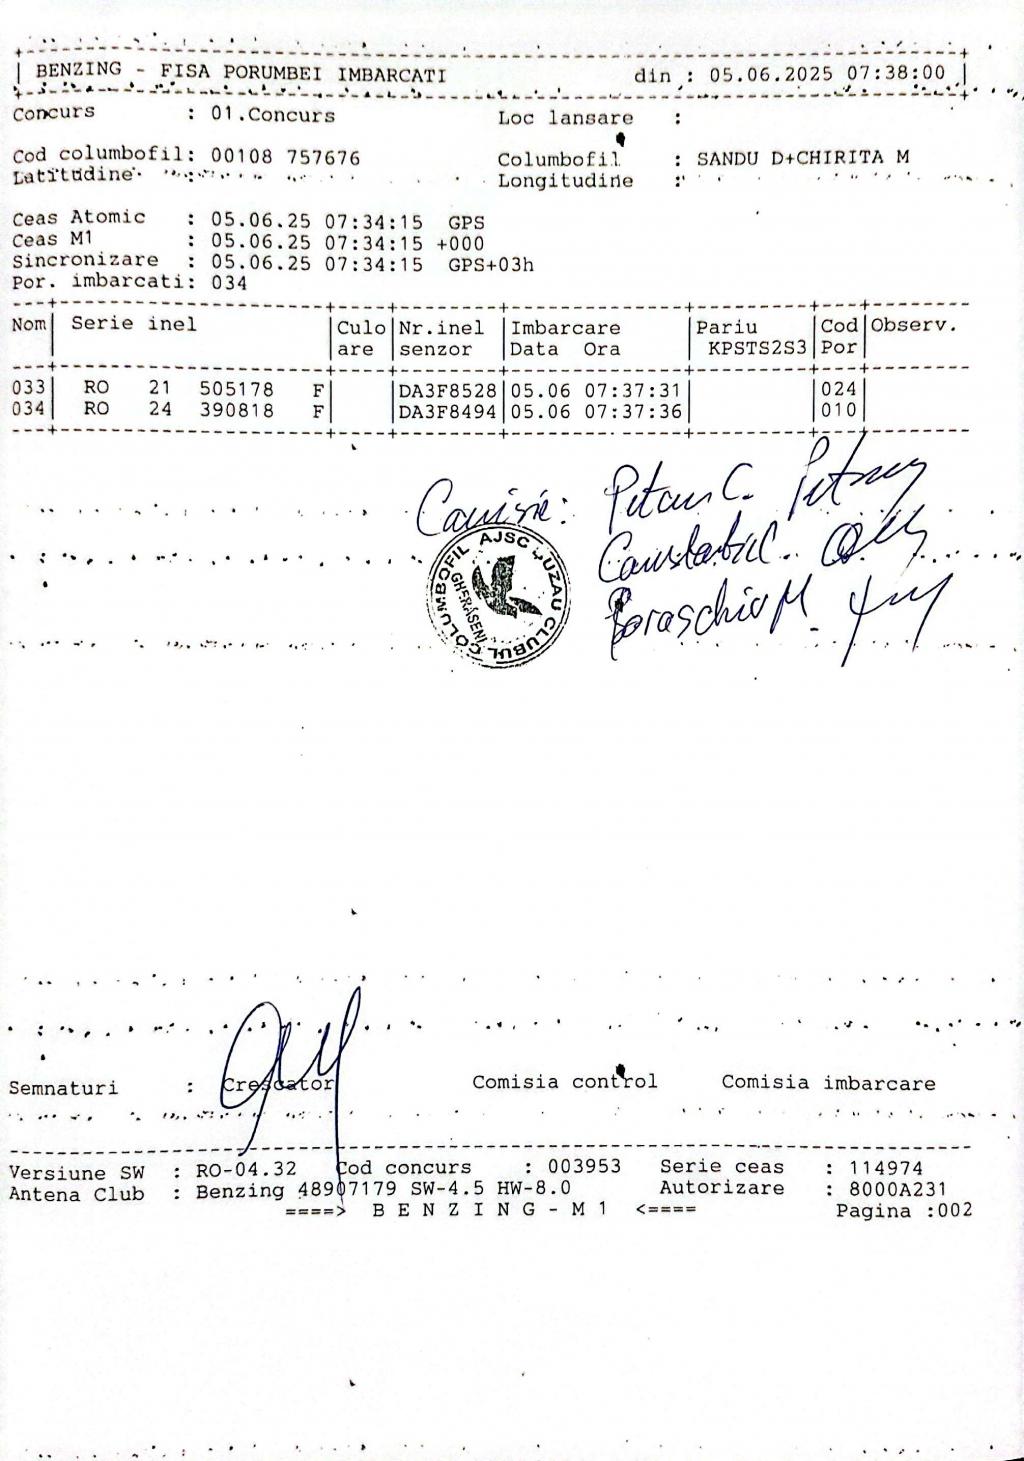 BENZING - FISA PORUMBEI IMBARCATI din : 05.06.2025 07:38:00
Concurs : 01.Concurs Loc lansare :
Cod columbofil: 00108 757676 Columbofil : SANDU D+CHIRITA M
Latitudine : Longitudine :
Ceas Atomic : 05.06.25 07:34:15 GPS
Ceas M1 : 05.06.25 07:34:15 +000
Sincronizare : 05.06.25 07:34:15 GPS+03h
Por. imbarcati: 034
Nom| Serie inel |Culo|Nr.inel |Imbarcare |Pariu |Cod|Observ.
|are |senzor |Data Ora | KPSTS2S3|Por|
033| RO 21 505178 F| |DA3F8528|05.06 07:37:31| |024|
034| RO 24 390818 F| |DA3F8494|05.06 07:37:36| |010|
Comisie:
COLUMBOFIL AJSC BUZAU CLUBUL
GHERASENI
Paraschiv M.
Semnaturi : Crescator Comisia control Comisia imbarcare
Versiune SW : RO-04.32 Cod concurs : 003953 Serie ceas : 114974
Antena Club : Benzing 48907179 SW-4.5 HW-8.0 Autorizare : 8000A231
====> B E N Z I N G - M 1 <==== Pagina :002